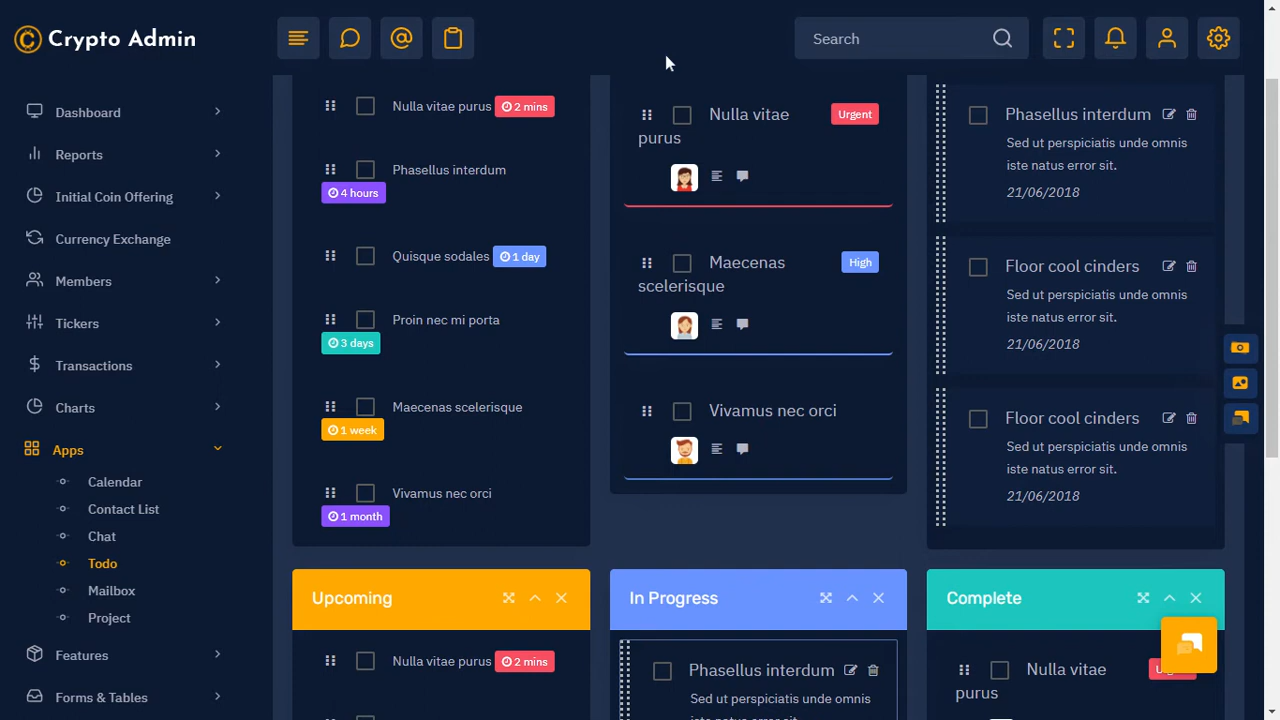 Crypto Admin
Search
Dashboard
Reports
Initial Coin Offering
Currency Exchange
Members
Tickers
Transactions
Charts
Apps
Calendar
Contact List
Chat
Todo
Mailbox
Project
Features
Forms & Tables
Nulla vitae purus 2 mins
Phasellus interdum
4 hours
Quisque sodales 1 day
Proin nec mi porta
3 days
Maecenas scelerisque
1 week
Vivamus nec orci
1 month
Nulla vitae Urgent
purus
Maecenas High
scelerisque
Vivamus nec orci
Phasellus interdum
Sed ut perspiciatis unde omnis
iste natus error sit.
21/06/2018
Floor cool cinders
Sed ut perspiciatis unde omnis
iste natus error sit.
21/06/2018
Floor cool cinders
Sed ut perspiciatis unde omnis
iste natus error sit.
21/06/2018
Upcoming
Nulla vitae purus 2 mins
In Progress
Phasellus interdum
Sed ut perspiciatis unde omnis
iste natus error sit.
Complete
Nulla vitae
purus